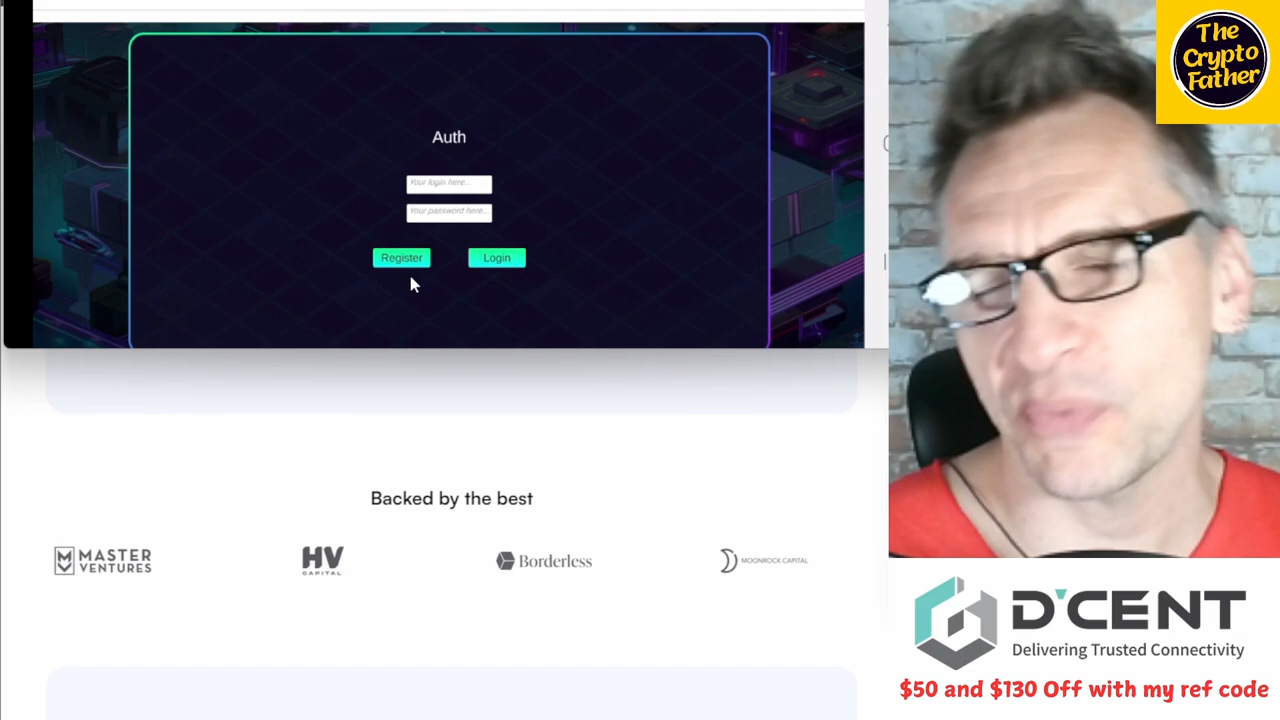 Auth
Your login here...
Your password here...
Register
Login
Backed by the best
MASTER
VENTURES
HV
CAPITAL
Borderless
MOONROCK CAPITAL
The
Crypto
Father
D'CENT
Delivering Trusted Connectivity
$50 and $130 Off with my ref code